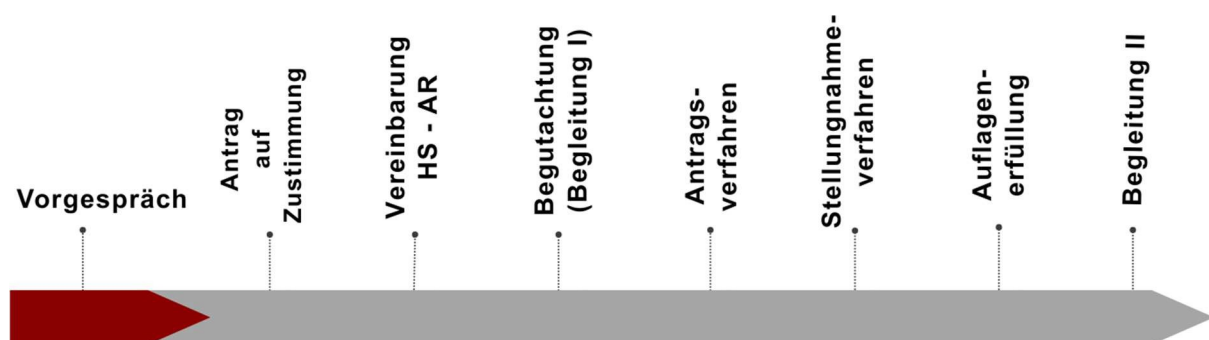 Vorgespräch
Antrag
auf
Zustimmung
Vereinbarung
HS - AR
Begutachtung
(Begleitung I)
Antrags-
verfahren
Stellungnahme-
verfahren
Auflagen-
erfüllung
Begleitung II